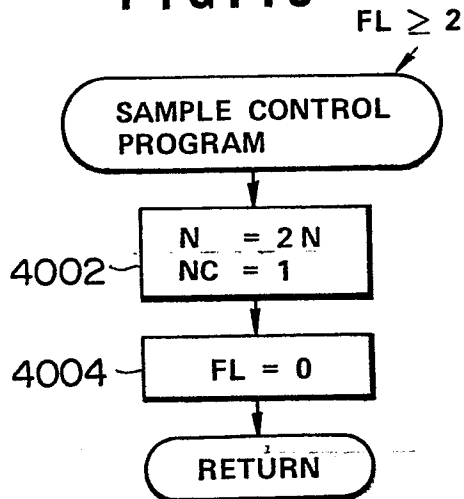 FL ≥ 2
SAMPLE CONTROL
PROGRAM
N = 2N
NC = 1
4002
FL = 0
4004
RETURN